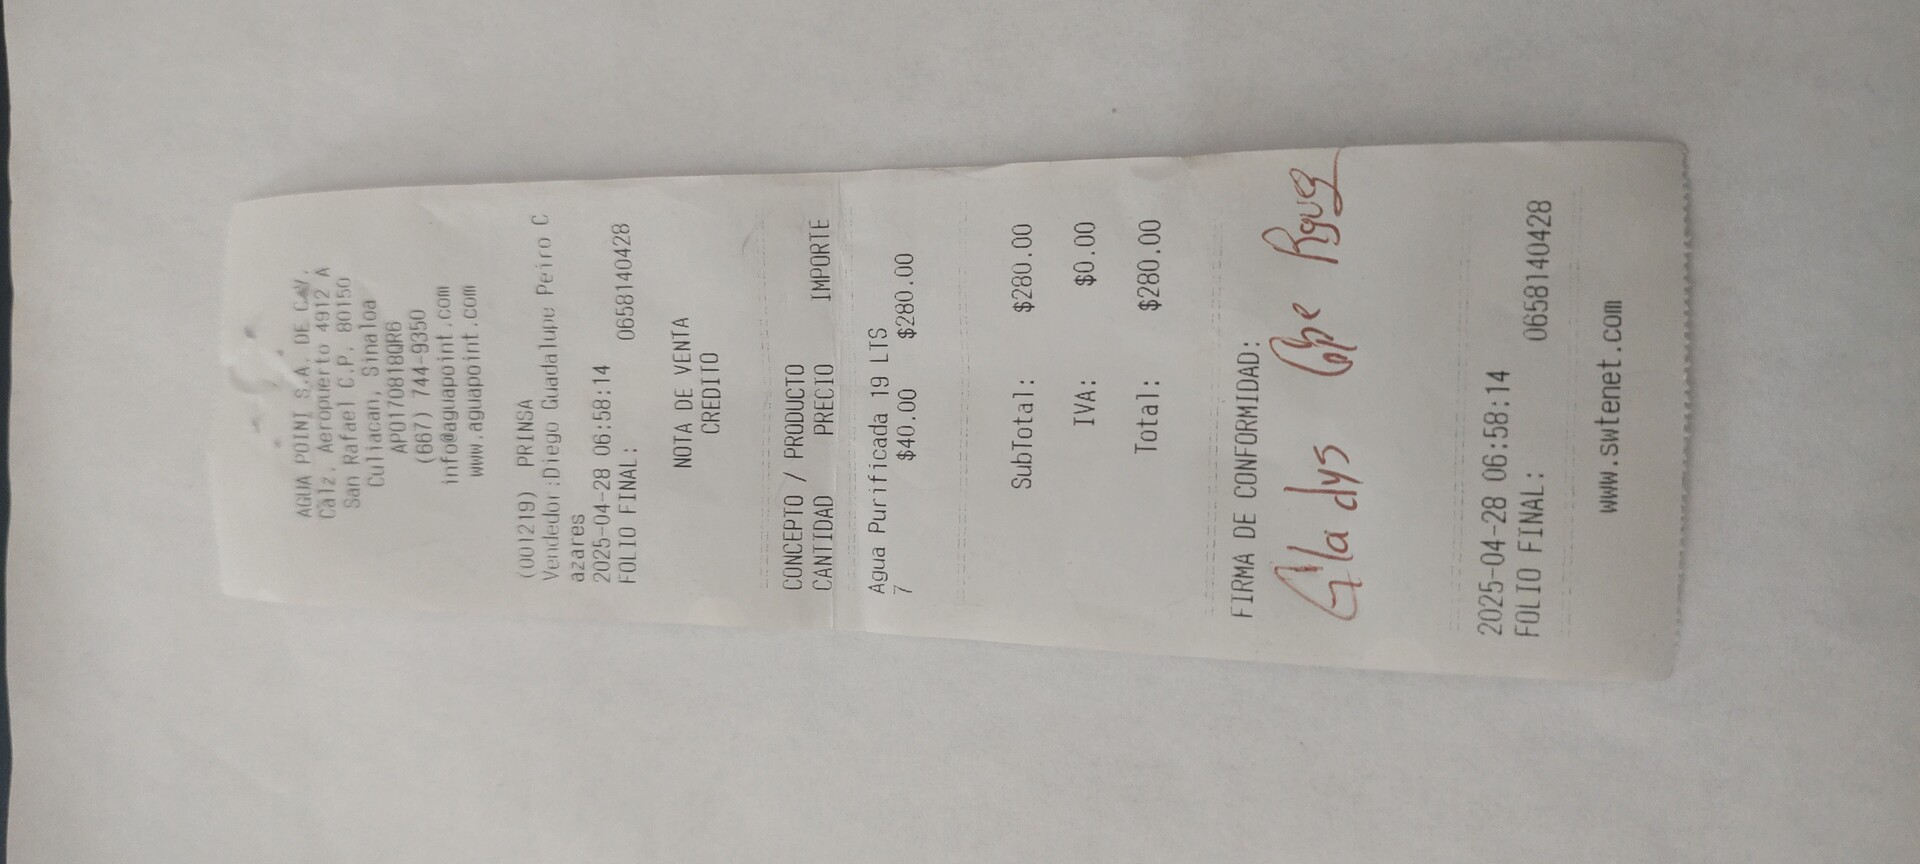 AGUA POINT S.A. DE C.V.
Calz. Aeropuerto 4912 A
San Rafael C.P. 80150
Culiacan, Sinaloa
APO170818QR6
(667) 744-9350
info@aguapoint.com
www.aguapoint.com
(001219) PRINSA
Vendedor:Diego Guadalupe Peiro C
azares
2025-04-28 06:58:14
FOLIO FINAL: 0658140428
NOTA DE VENTA
CREDITO
CONCEPTO / PRODUCTO
CANTIDAD PRECIO IMPORTE
Agua Purificada 19 LTS
7 $40.00 $280.00
SubTotal: $280.00
IVA: $0.00
Total: $280.00
FIRMA DE CONFORMIDAD:
Gladys Gpe
2025-04-28 06:58:14
FOLIO FINAL: 0658140428
www.swtenet.com